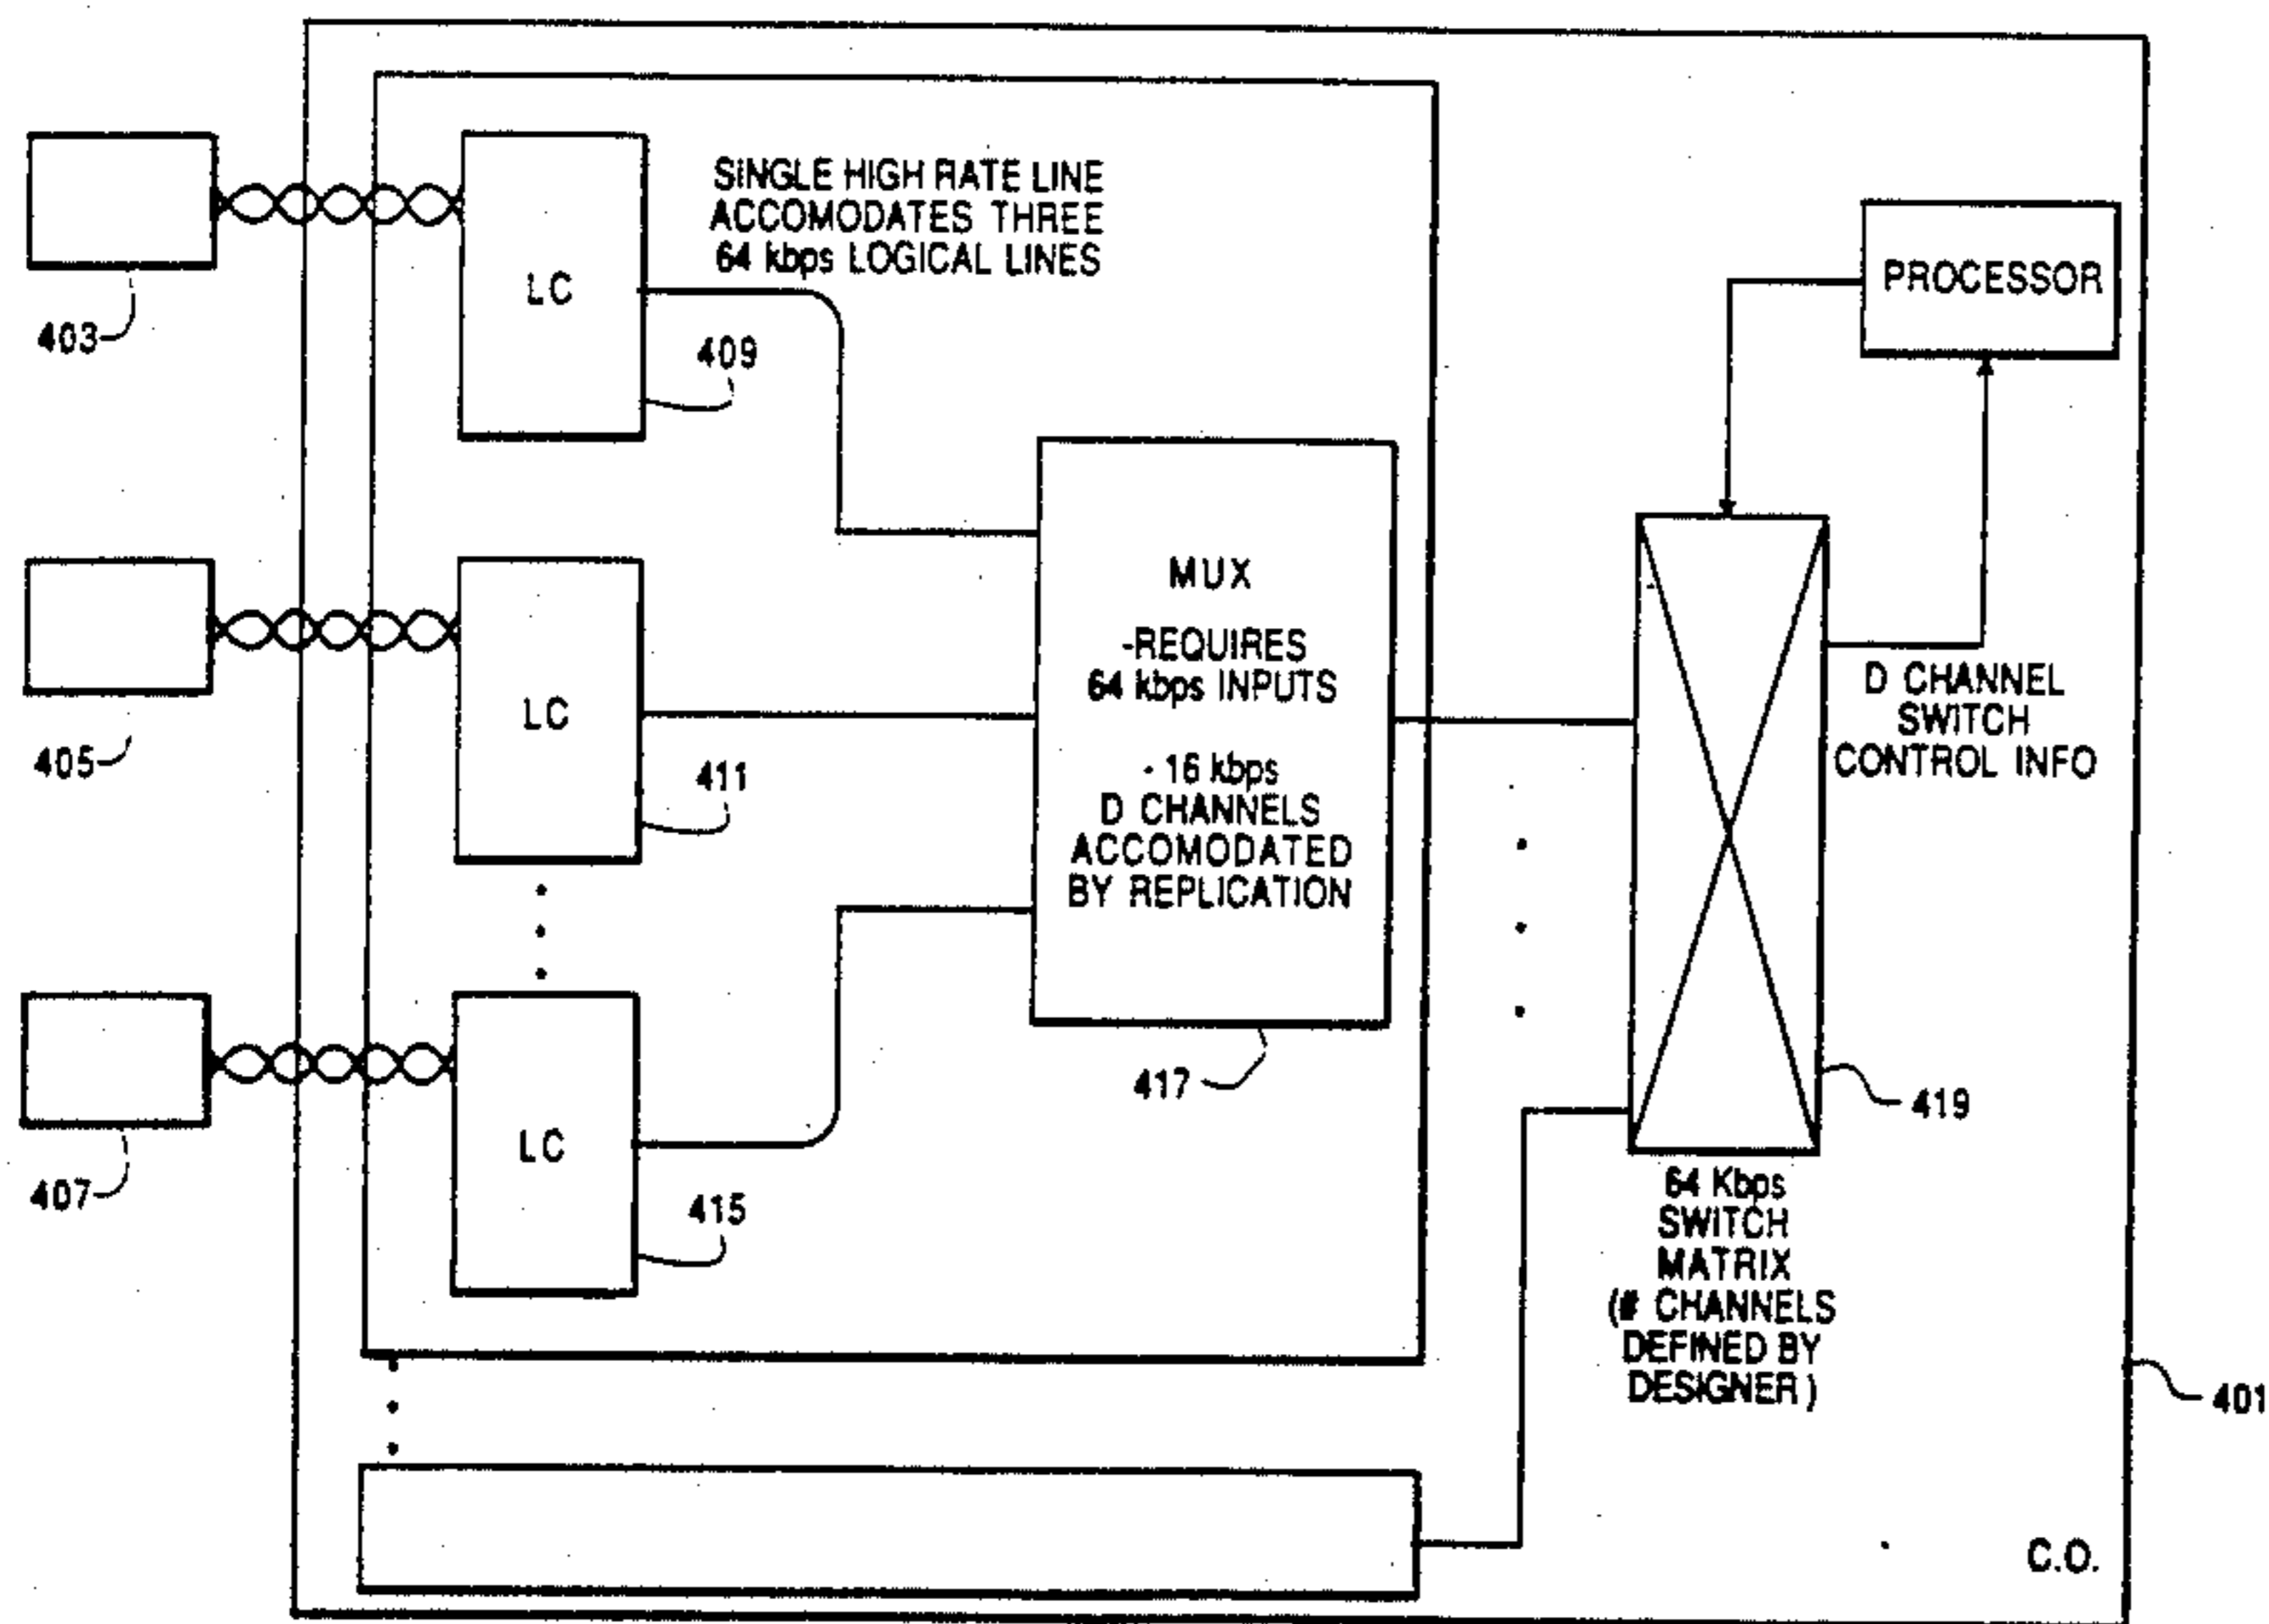 SINGLE HIGH RATE LINE
ACCOMODATES THREE
64 kbps LOGICAL LINES
LC
409
403
PROCESSOR
LC
411
405
MUX
-REQUIRES
64 kbps INPUTS
- 16 kbps
D CHANNELS
ACCOMODATED
BY REPLICATION
417
D CHANNEL
SWITCH
CONTROL INFO
LC
415
407
419
64 Kbps
SWITCH
MATRIX
(# CHANNELS
DEFINED BY
DESIGNER)
401
C.O.